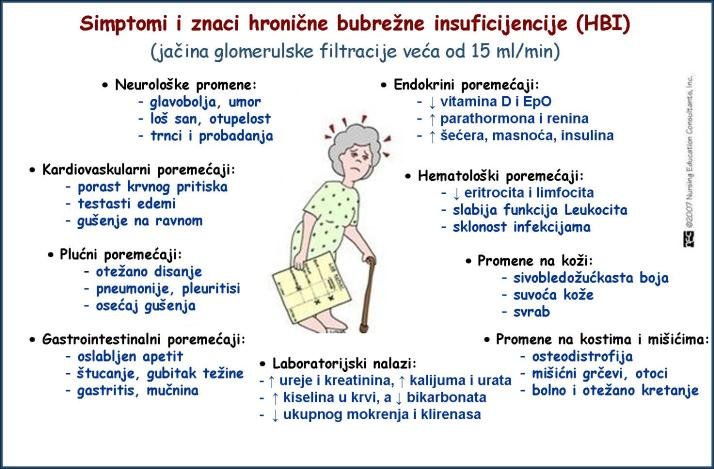 Simptomi i znaci hronične bubrežne insuficijencije (HBI)
(jačina glomerulske filtracije veća od 15 ml/min)
• Neurološke promene:
- glavobolja, umor
- loš san, otupelost
- trnci i probadanja
• Endokrini poremećaji:
- ↓ vitamina D i EpO
- ↑ parathormona i renina
- ↑ šećera, masnoća, insulina
• Kardiovaskularni poremećaji:
- porast krvnog pritiska
- testasti edemi
- gušenje na ravnom
• Hematološki poremećaji:
- ↓ eritrocita i limfocita
- slabija funkcija Leukocita
- sklonost infekcijama
• Plućni poremećaji:
- otežano disanje
- pneumonije, pleuritisi
- osećaj gušenja
• Promene na koži:
- sivobledožućkasta boja
- suvoća kože
- svrab
• Gastrointestinalni poremećaji:
- oslabljen apetit
- štucanje, gubitak težine
- gastritis, mučnina
• Laboratorijski nalazi:
- ↑ ureje i kreatinina, ↑ kalijuma i urata
- ↑ kiselina u krvi, a ↓ bikarbonata
- ↓ ukupnog mokrenja i klirenasa
• Promene na kostima i mišićima:
- osteodistrofija
- mišićni grčevi, otoci
- bolno i otežano kretanje
©2007 Nursing Education Consultants, Inc.